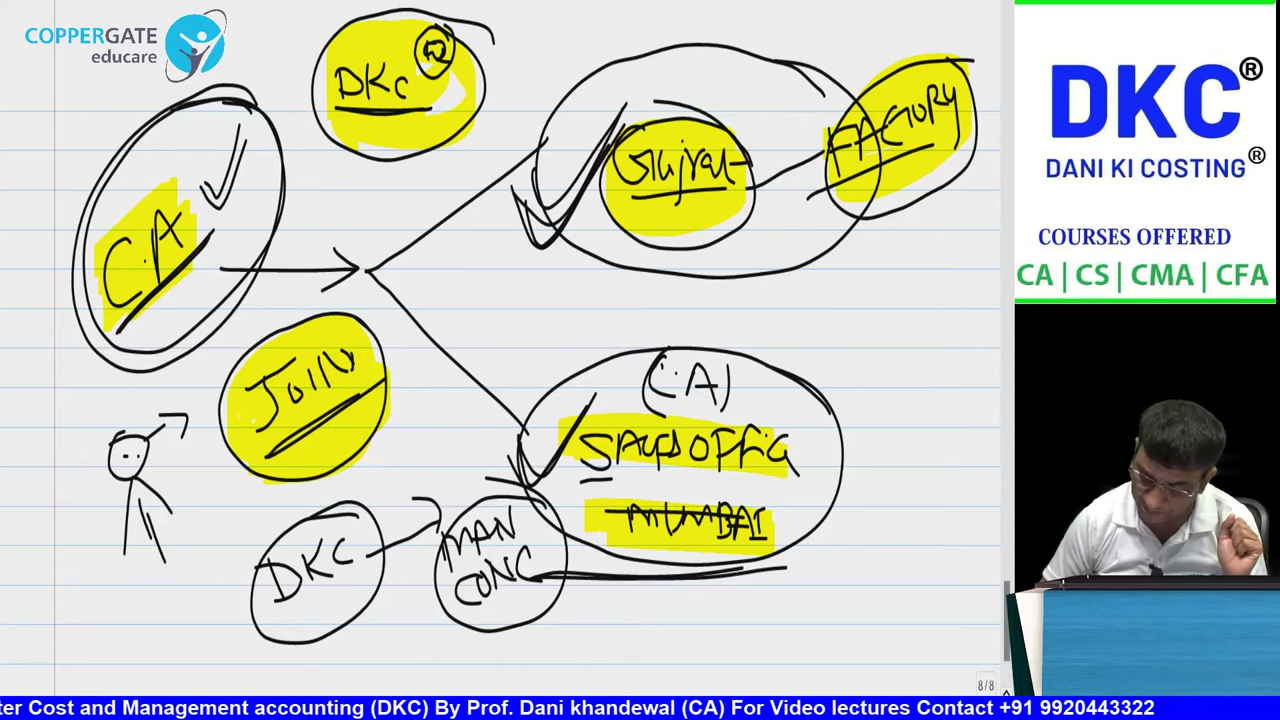 COPPERGATE
educare
DKC R
Gujrat
FACTORY
C.A
JOIN
(C.A)
SALES OFFIC
MUMBAI
DKC
MAN
CONC
8/8
DKC®
DANI KI COSTING®
COURSES OFFERED
CA | CS | CMA | CFA
ter Cost and Management accounting (DKC) By Prof. Dani khandewal (CA) For Video lectures Contact +91 9920443322